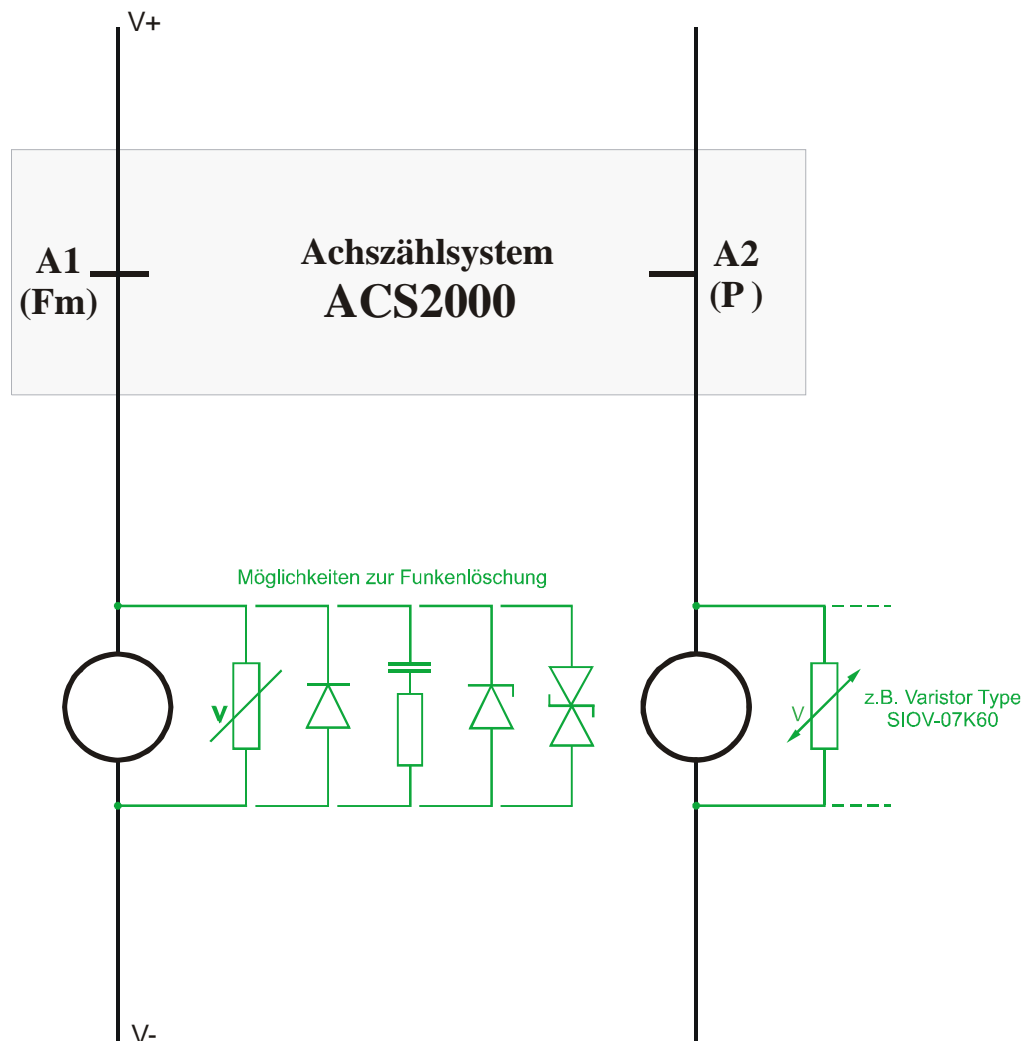 V+
A1
(Fm)
Achszählsystem
ACS2000
A2
(P )
Möglichkeiten zur Funkenlöschung
V
V
z.B. Varistor Type
SIOV-07K60
V-